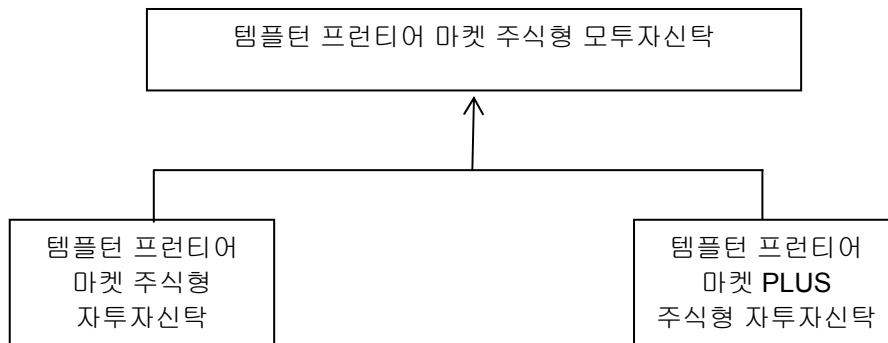 템플턴 프런티어 마켓 주식형 모투자신탁
템플턴 프런티어
마켓 주식형
자투자신탁
템플턴 프런티어
마켓 PLUS
주식형 자투자신탁